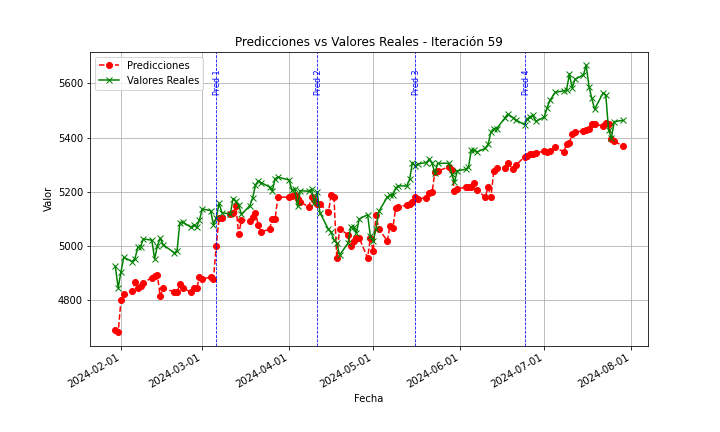 Predicciones vs Valores Reales - Iteración 59
Predicciones
Valores Reales
Pred 1
Pred 2
Pred 3
Pred 4
Valor
5600
5400
5200
5000
4800
2024-02-01
2024-03-01
2024-04-01
2024-05-01
2024-06-01
2024-07-01
2024-08-01
Fecha